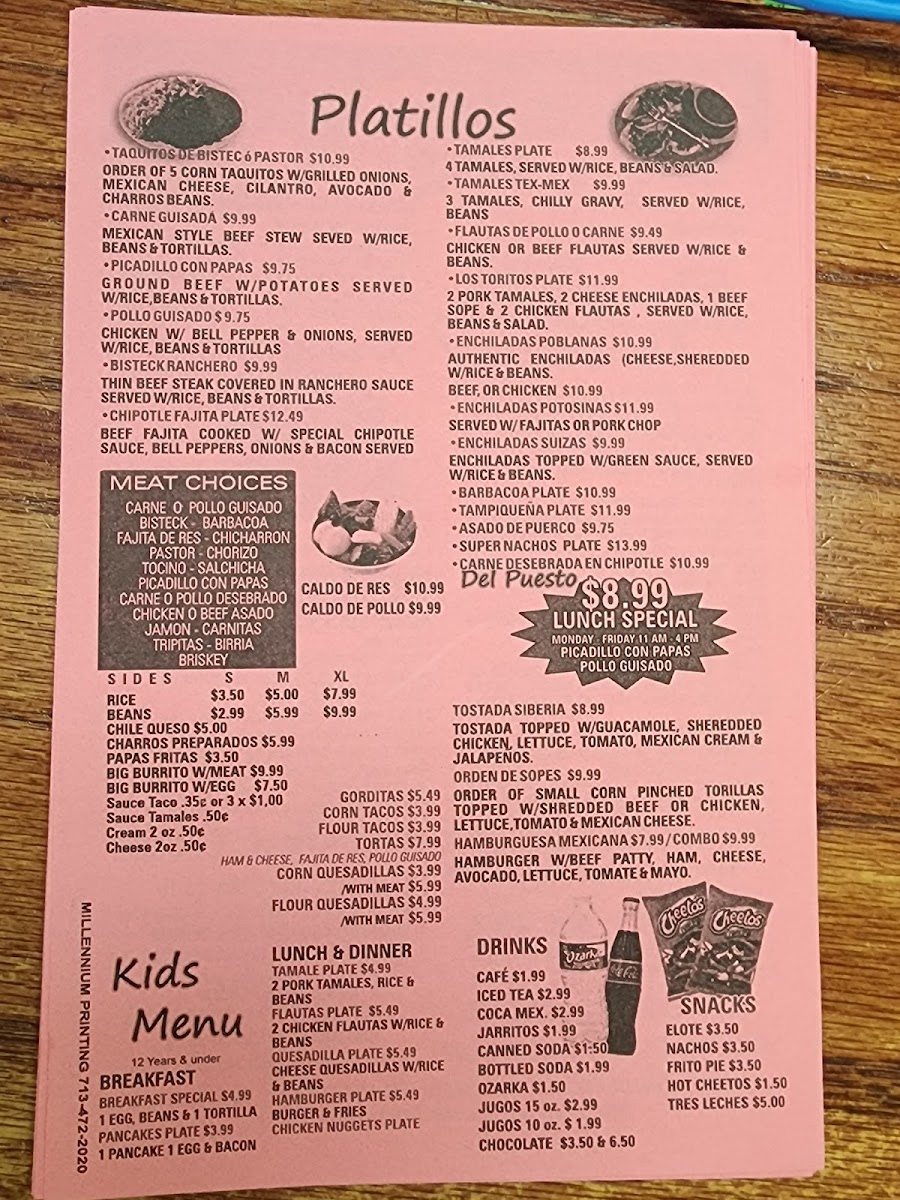 Platillos
•TAQUITOS DE BISTEC ó PASTOR $10.99
ORDER OF 5 CORN TAQUITOS W/GRILLED ONIONS,
MEXICAN CHEESE, CILANTRO, AVOCADO &
CHARROS BEANS.
•CARNE GUISADA $9.99
MEXICAN STYLE BEEF STEW SEVED W/RICE,
BEANS & TORTILLAS.
•PICADILLO CON PAPAS $9.75
GROUND BEEF W/POTATOES SERVED
W/RICE,BEANS & TORTILLAS.
•POLLO GUISADO $9.75
CHICKEN W/ BELL PEPPER & ONIONS, SERVED
W/RICE, BEANS & TORTILLAS
•BISTECK RANCHERO $9.99
THIN BEEF STEAK COVERED IN RANCHERO SAUCE
SERVED W/RICE, BEANS & TORTILLAS.
•CHIPOTLE FAJITA PLATE $12.49
BEEF FAJITA COOKED W/ SPECIAL CHIPOTLE
SAUCE, BELL PEPPERS, ONIONS & BACON SERVED
•TAMALES PLATE $8.99
4 TAMALES, SERVED W/RICE, BEANS & SALAD.
•TAMALES TEX-MEX $9.99
3 TAMALES, CHILLY GRAVY, SERVED W/RICE,
BEANS
•FLAUTAS DE POLLO O CARNE $9.49
CHICKEN OR BEEF FLAUTAS SERVED W/RICE &
BEANS.
•LOS TORITOS PLATE $11.99
2 PORK TAMALES, 2 CHEESE ENCHILADAS, 1 BEEF
SOPE & 2 CHICKEN FLAUTAS , SERVED W/RICE,
BEANS & SALAD.
•ENCHILADAS POBLANAS $10.99
AUTHENTIC ENCHILADAS (CHEESE,SHEREDDED
W/RICE & BEANS.
BEEF, OR CHICKEN $10.99
•ENCHILADAS POTOSINAS $11.99
SERVED W/ FAJITAS OR PORK CHOP
•ENCHILADAS SUIZAS $9.99
ENCHILADAS TOPPED W/GREEN SAUCE, SERVED
W/RICE & BEANS.
•BARBACOA PLATE $10.99
•TAMPIQUEÑA PLATE $11.99
•ASADO DE PUERCO $9.75
•SUPER NACHOS PLATE $13.99
•CARNE DESEBRADA EN CHIPOTLE $10.99
MEAT CHOICES
CARNE O POLLO GUISADO
BISTECK - BARBACOA
FAJITA DE RES - CHICHARRON
PASTOR - CHORIZO
TOCINO - SALCHICHA
PICADILLO CON PAPAS
CARNE O POLLO DESEBRADO
CHICKEN O BEEF ASADO
JAMON - CARNITAS
TRIPITAS - BIRRIA
BRISKEY
CALDO DE RES $10.99
CALDO DE POLLO $9.99
Del Puesto
$8.99
LUNCH SPECIAL
MONDAY - FRIDAY 11 AM - 4 PM
PICADILLO CON PAPAS
POLLO GUISADO
SIDES S M XL
RICE $3.50 $5.00 $7.99
BEANS $2.99 $5.99 $9.99
CHILE QUESO $5.00
CHARROS PREPARADOS $5.99
PAPAS FRITAS $3.50
BIG BURRITO W/MEAT $9.99
BIG BURRITO W/EGG $7.50
Sauce Taco .35¢ or 3 x $1,00
Sauce Tamales .50¢
Cream 2 oz .50¢
Cheese 2oz .50¢
GORDITAS $5.49
CORN TACOS $3.99
FLOUR TACOS $3.99
TORTAS $7.99
HAM & CHEESE, FAJITA DE RES, POLLO GUISADO
CORN QUESADILLAS $3.99
/WITH MEAT $5.99
FLOUR QUESADILLAS $4.99
/WITH MEAT $5.99
TOSTADA SIBERIA $8.99
TOSTADA TOPPED W/GUACAMOLE, SHEREDDED
CHICKEN, LETTUCE, TOMATO, MEXICAN CREAM &
JALAPEÑOS.
ORDEN DE SOPES $9.99
ORDER OF SMALL CORN PINCHED TORILLAS
TOPPED W/SHREDDED BEEF OR CHICKEN,
LETTUCE,TOMATO & MEXICAN CHEESE.
HAMBURGUESA MEXICANA $7.99/ COMBO $9.99
HAMBURGER W/BEEF PATTY, HAM, CHEESE,
AVOCADO, LETTUCE, TOMATE & MAYO.
MILLENNIUM PRINTING 713-472-2020
Kids
Menu
12 Years & under
BREAKFAST
BREAKFAST SPECIAL $4.99
1 EGG, BEANS & 1 TORTILLA
PANCAKES PLATE $3.99
1 PANCAKE 1 EGG & BACON
LUNCH & DINNER
TAMALE PLATE $4.99
2 PORK TAMALES, RICE &
BEANS
FLAUTAS PLATE $5.49
2 CHICKEN FLAUTAS W/RICE &
BEANS
QUESADILLA PLATE $5.49
CHEESE QUESADILLAS W/RICE
& BEANS
HAMBURGER PLATE $5.49
BURGER & FRIES
CHICKEN NUGGETS PLATE
DRINKS
CAFÉ $1.99
ICED TEA $2.99
COCA MEX. $2.99
JARRITOS $1.99
CANNED SODA $1.50
BOTTLED SODA $1.99
OZARKA $1.50
JUGOS 15 oz. $2.99
JUGOS 10 oz. $ 1.99
CHOCOLATE $3.50 & 6.50
Ozarka
Coca-Cola
Cheetos
Cheetos
SNACKS
ELOTE $3.50
NACHOS $3.50
FRITO PIE $3.50
HOT CHEETOS $1.50
TRES LECHES $5.00